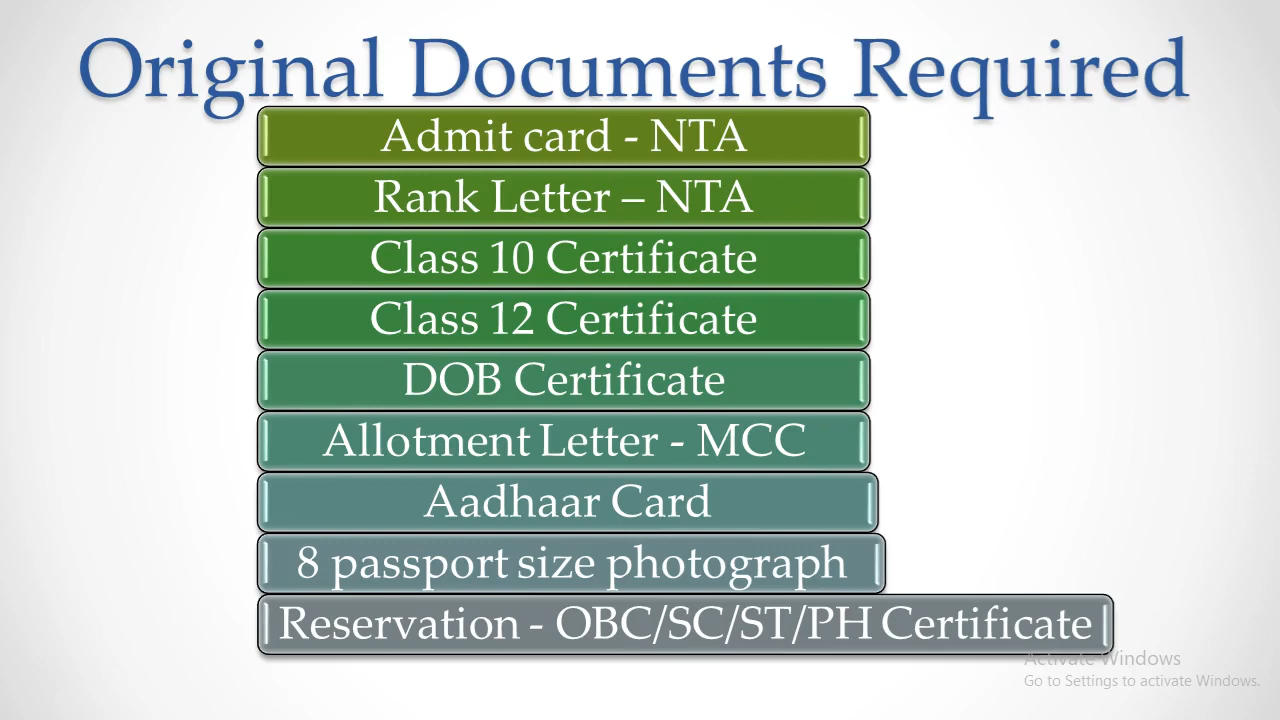 Original Documents Required
Admit card - NTA
Rank Letter – NTA
Class 10 Certificate
Class 12 Certificate
DOB Certificate
Allotment Letter - MCC
Aadhaar Card
8 passport size photograph
Reservation - OBC/SC/ST/PH Certificate
Activate Windows
Go to Settings to activate Windows.